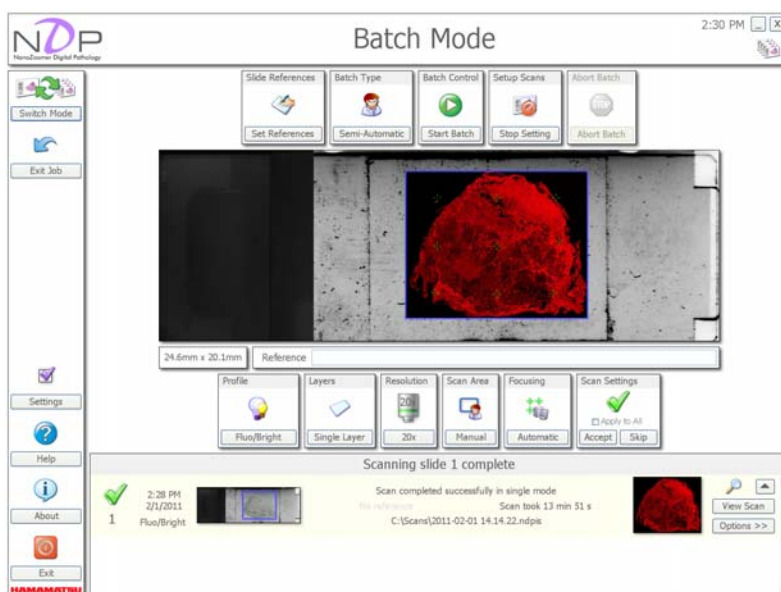 NDP
NanoZoomer Digital Pathology
Batch Mode
2:30 PM
Switch Mode
Exit Job
Settings
Help
About
Exit
HAMAMATSU
Slide References
Set References
Batch Type
Semi-Automatic
Batch Control
Start Batch
Setup Scans
Stop Setting
Abort Batch
STOP
Abort Batch
24.6mm x 20.1mm
Reference
Profile
Fluo/Bright
Layers
Single Layer
Resolution
20x
20x
Scan Area
Manual
Focusing
Automatic
Scan Settings
Apply to All
Accept Skip
Scanning slide 1 complete
1
2:28 PM
2/1/2011
Fluo/Bright
Scan completed successfully in single mode
No reference Scan took 13 min 51 s
C:\Scans\2011-02-01 14.14.22.ndpis
View Scan
Options >>